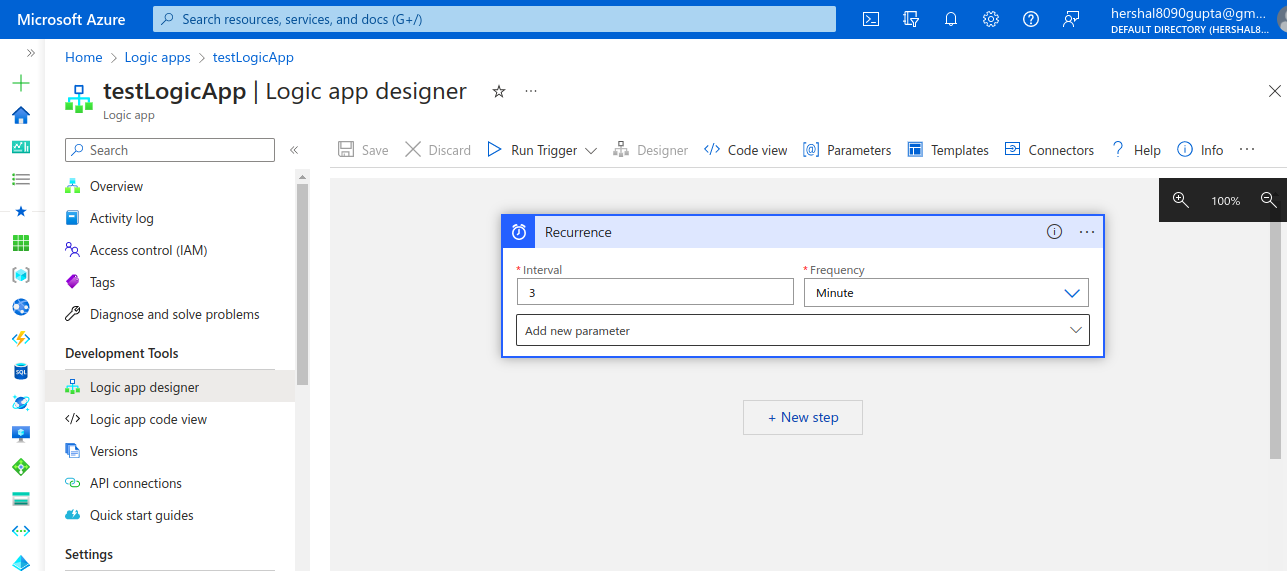 Microsoft Azure
Search resources, services, and docs (G+/)
hershal8090gupta@gm...
DEFAULT DIRECTORY (HERSHAL8...
Home > Logic apps > testLogicApp
testLogicApp | Logic app designer
Logic app
Search
Save Discard Run Trigger Designer Code view Parameters Templates Connectors Help Info
Overview
Activity log
Access control (IAM)
Tags
Diagnose and solve problems
Development Tools
Logic app designer
Logic app code view
Versions
API connections
Quick start guides
Settings
100%
Recurrence
* Interval * Frequency
3 Minute
Add new parameter
+ New step
SQL